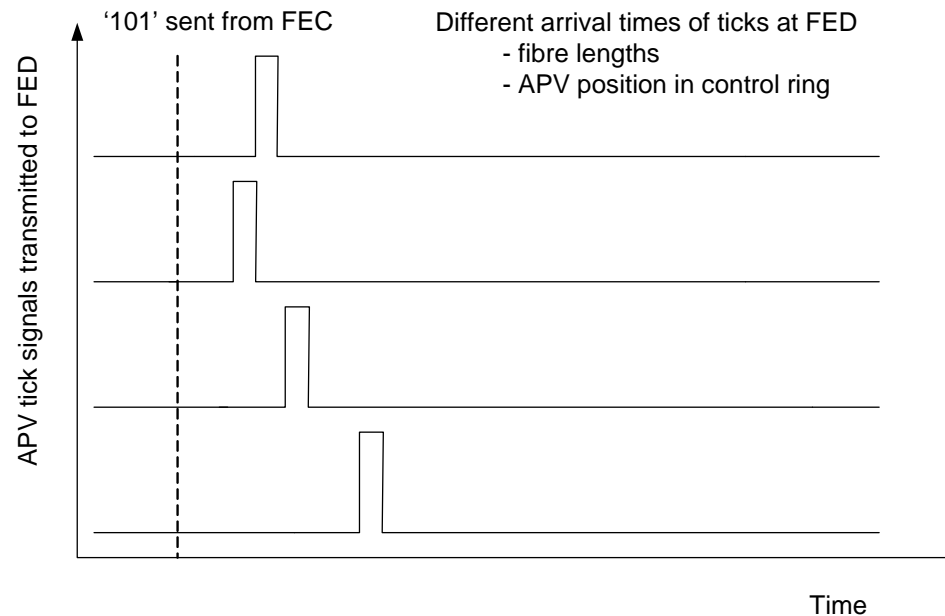 ‘101’ sent from FEC
Different arrival times of ticks at FED
- fibre lengths
- APV position in control ring
APV tick signals transmitted to FED
Time